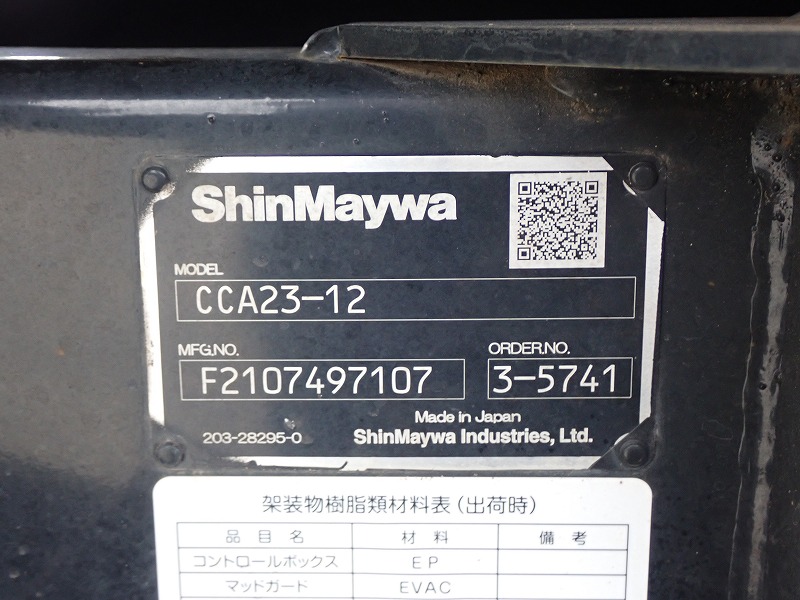 ShinMaywa
MODEL
CCA23-12
MFG.NO.
F2107497107
ORDER.NO.
3-5741
Made in Japan
203-28295-0
ShinMaywa Industries, Ltd.
架装物樹脂類材料表(出荷時)
品目名 材料 備考
コントロールボックス EP
マッドガード EVAC